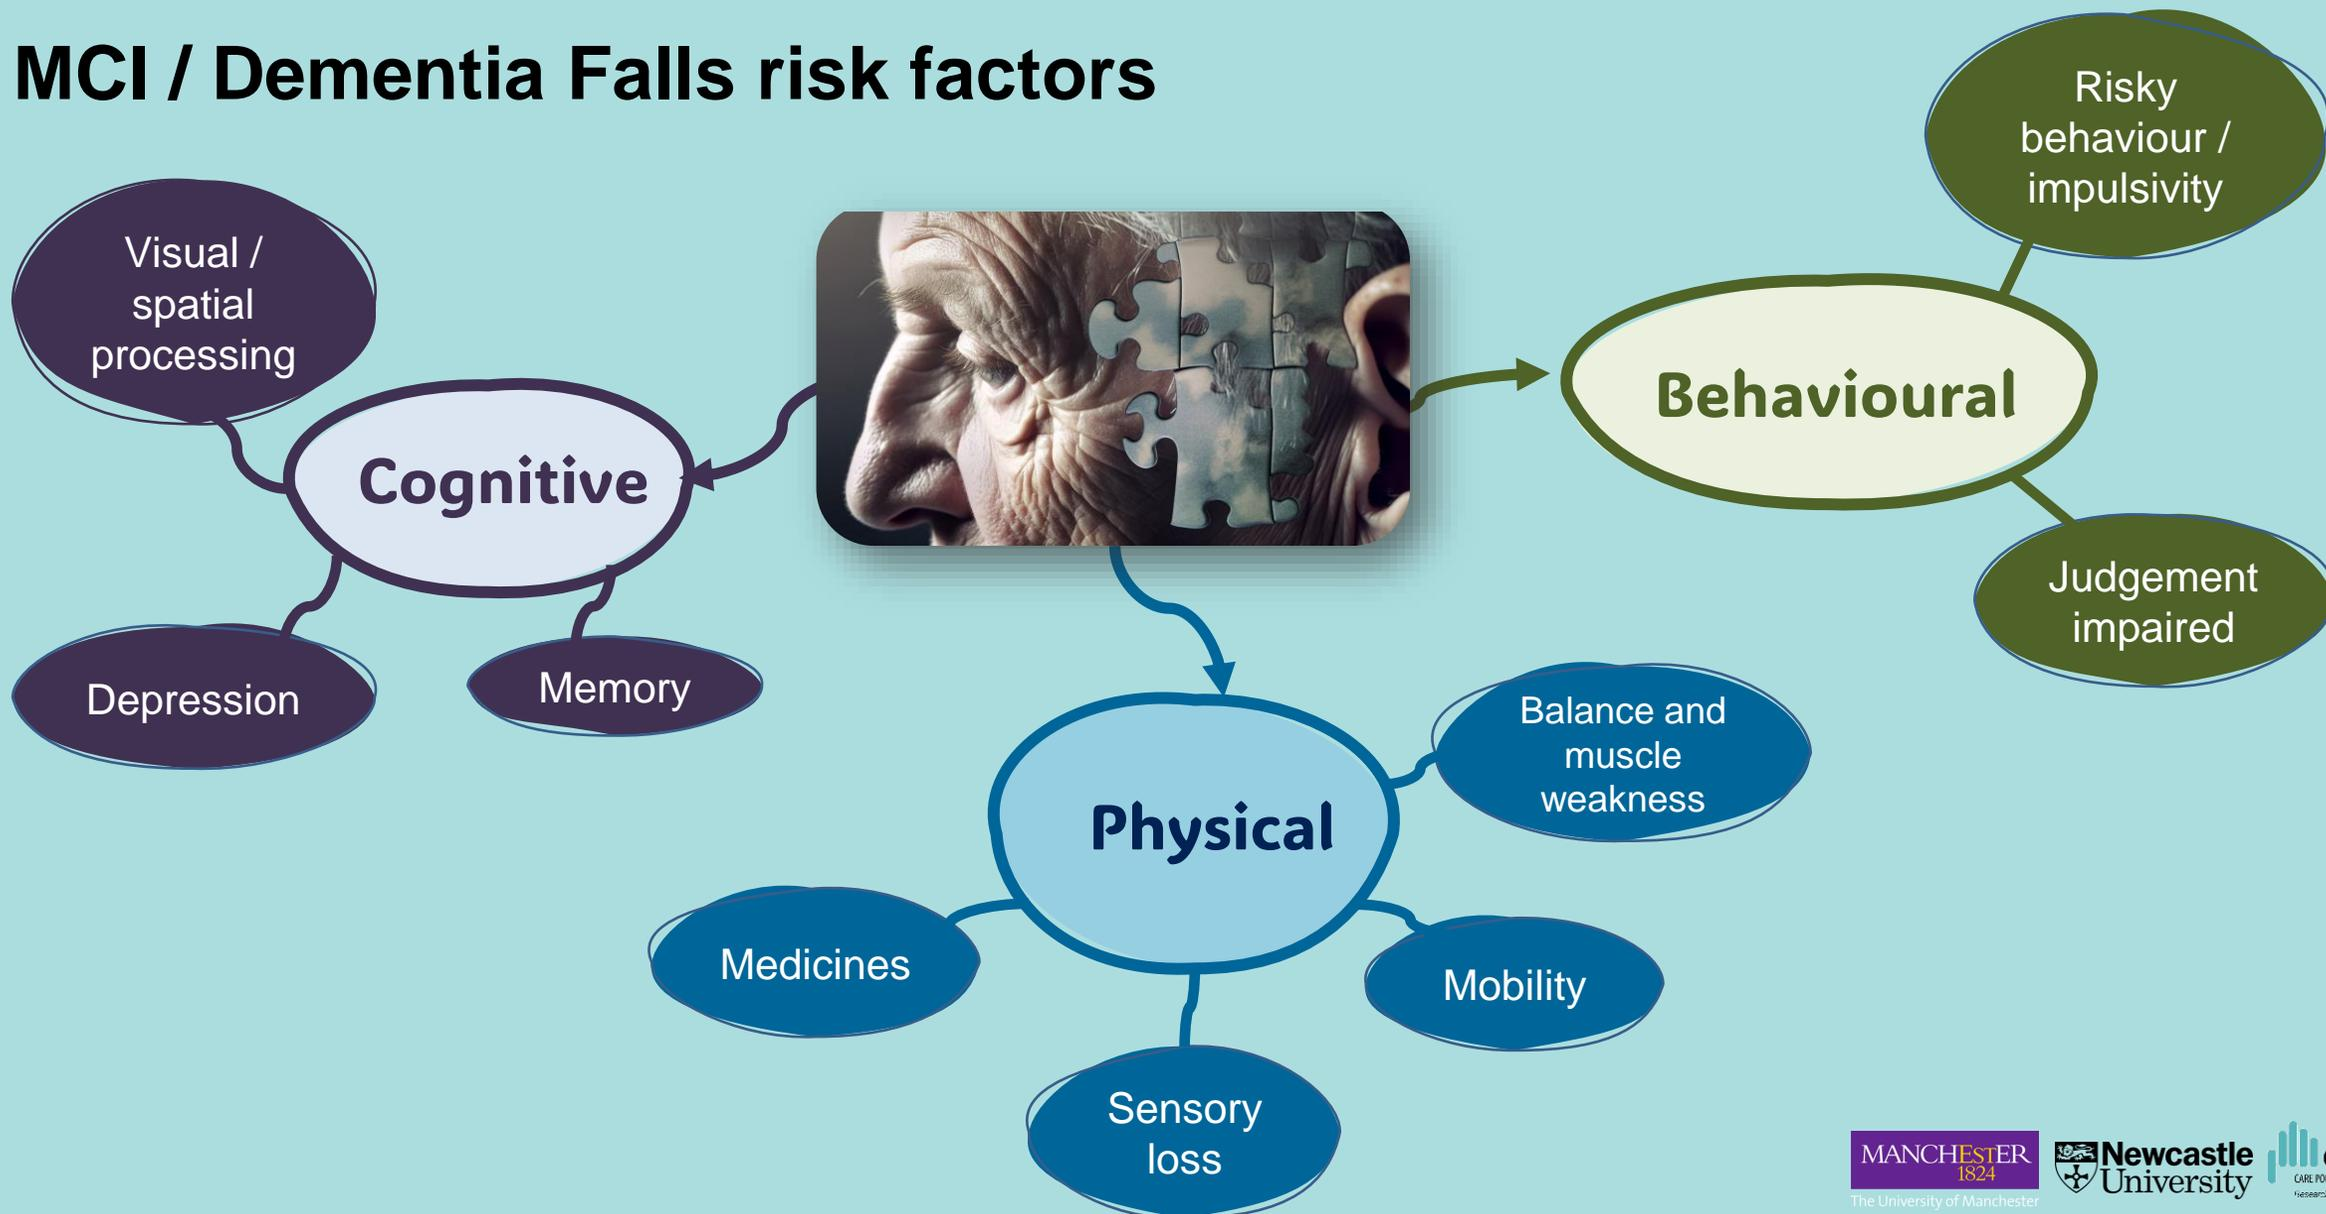 MCI / Dementia Falls risk factors
Risky
behaviour /
impulsivity
Visual /
spatial
processing
Behavioural
Cognitive
Judgement
impaired
Depression
Memory
Balance and
muscle
weakness
Physical
Medicines
Mobility
Sensory
loss
MANCHESTER
1824
The University of Manchester
Newcastle
University